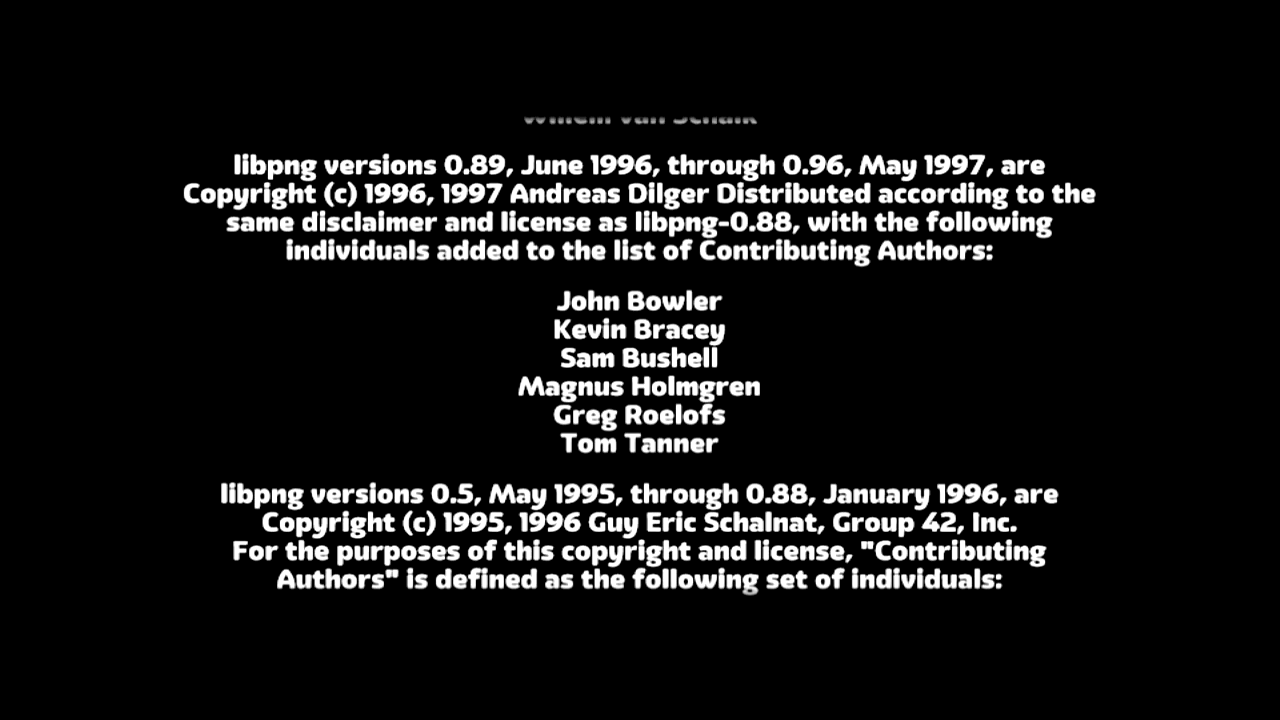 Willem van Schaik
libpng versions 0.89, June 1996, through 0.96, May 1997, are
Copyright (c) 1996, 1997 Andreas Dilger Distributed according to the
same disclaimer and license as libpng-0.88, with the following
individuals added to the list of Contributing Authors:
John Bowler
Kevin Bracey
Sam Bushell
Magnus Holmgren
Greg Roelofs
Tom Tanner
libpng versions 0.5, May 1995, through 0.88, January 1996, are
Copyright (c) 1995, 1996 Guy Eric Schalnat, Group 42, Inc.
For the purposes of this copyright and license, "Contributing
Authors" is defined as the following set of individuals: